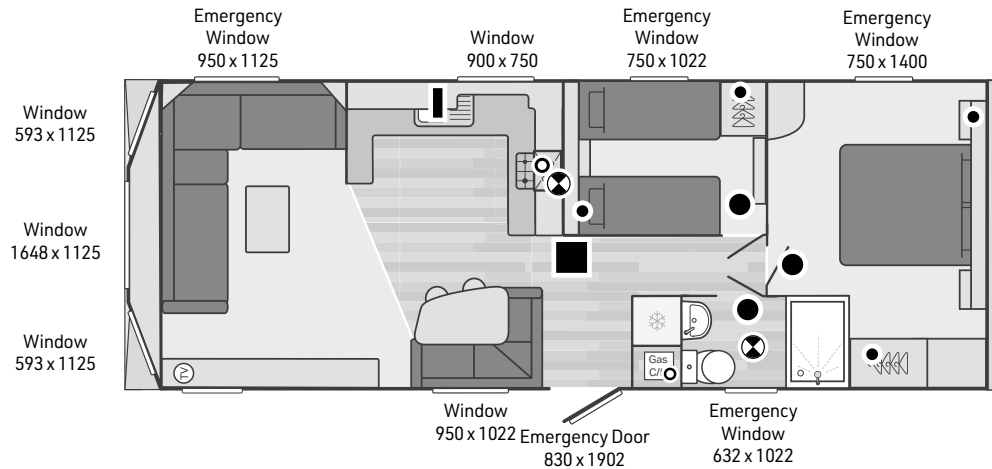 Emergency
Window
950 x 1125
Window
900 x 750
Emergency
Window
750 x 1022
Emergency
Window
750 x 1400
Window
593 x 1125
Window
1648 x 1125
Window
593 x 1125
TV
Gas
C/H
Window
950 x 1022
Emergency Door
830 x 1902
Emergency
Window
632 x 1022